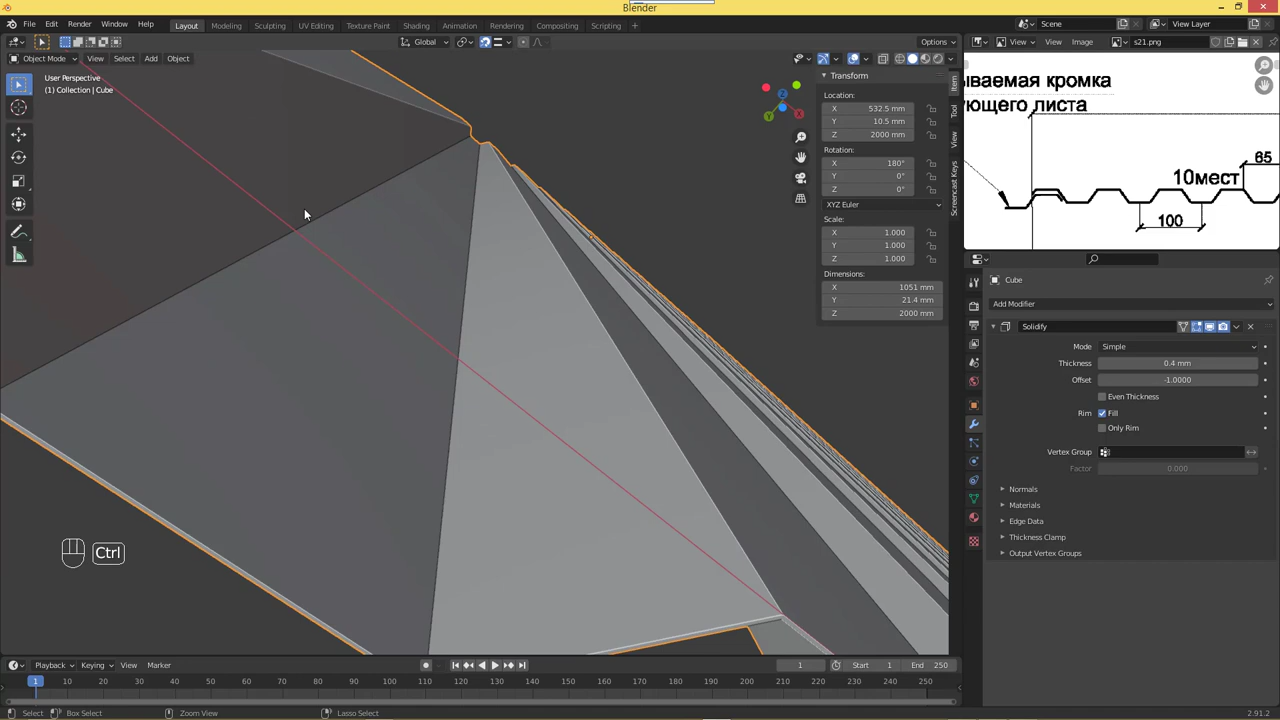 Blender
File Edit Render Window Help
Layout Modeling Sculpting UV Editing Texture Paint Shading Animation Rendering Compositing Scripting +
Scene View Layer
Global Options
Object Mode View Select Add Object
User Perspective
(1) Collection | Cube
View View Image s21.png
Transform
Location:
X 532.5 mm
Y 10.5 mm
Z 2000 mm
Rotation:
X 180°
Y 0°
Z 0°
XYZ Euler
Scale:
X 1.000
Y 1.000
Z 1.000
Dimensions:
X 1051 mm
Y 21.4 mm
Z 2000 mm
Item
Tool
View
Screencast Keys
X
Y
Z
ываемая кромка
ующего листа
65
10мест
100
Cube
Add Modifier
Solidify
Mode Simple
Thickness 0.4 mm
Offset -1.0000
Even Thickness
Rim Fill
Only Rim
Vertex Group
Factor 0.000
Normals
Materials
Edge Data
Thickness Clamp
Output Vertex Groups
Ctrl
Playback Keying View Marker 1 Start 1 End 250
1 10 20 30 40 50 60 70 80 90 100 110 120 130 140 150 160 170 180 190 200 210 220 230 240 250
Select Box Select Zoom View Lasso Select 2.91.2